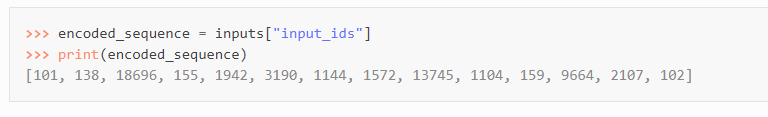 >>> encoded_sequence = inputs["input_ids"]
>>> print(encoded_sequence)
[101, 138, 18696, 155, 1942, 3190, 1144, 1572, 13745, 1104, 159, 9664, 2107, 102]